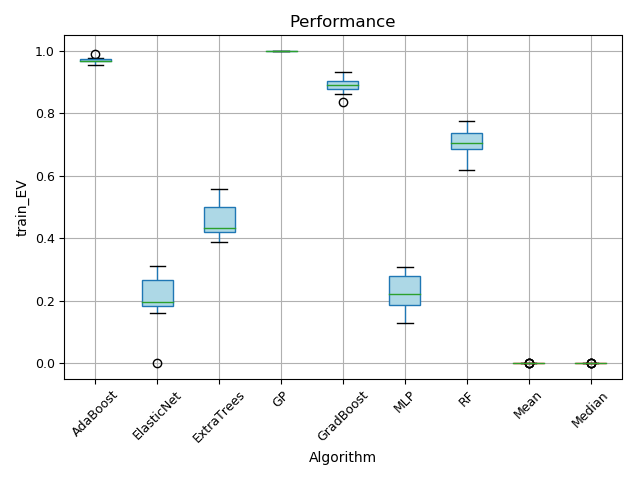 Performance
1.0
0.8
0.6
0.4
0.2
0.0
train_EV
AdaBoost
ElasticNet
ExtraTrees
GP
GradBoost
MLP
RF
Mean
Median
Algorithm